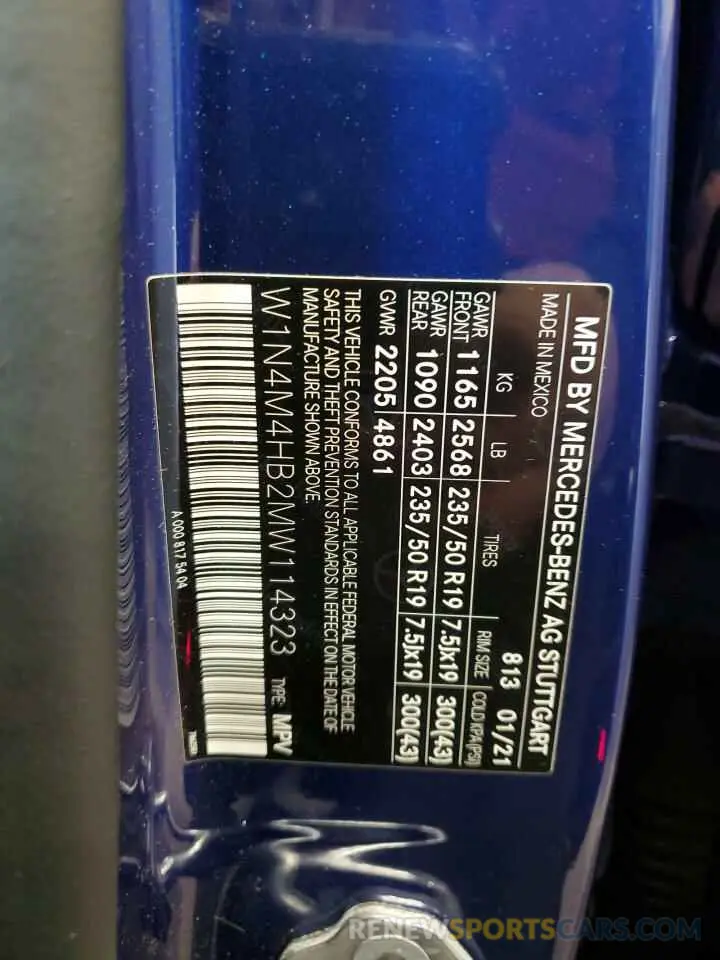 MFD BY MERCEDES-BENZ AG STUTTGART
MADE IN MEXICO 813 01/21
KG LB TIRES RIM SIZE COLD KPA(PSI)
GAWR
FRONT 1165 2568 235/50 R19 7.5Jx19 300(43)
GAWR
REAR 1090 2403 235/50 R19 7.5Jx19 300(43)
GVWR 2205 4861
THIS VEHICLE CONFORMS TO ALL APPLICABLE FEDERAL MOTOR VEHICLE
SAFETY AND THEFT PREVENTION STANDARDS IN EFFECT ON THE DATE OF
MANUFACTURE SHOWN ABOVE.
W1N4M4HB2MW114323 TYPE: MPV
A 000 817 54 04
RENEWSPORTSCARS.COM